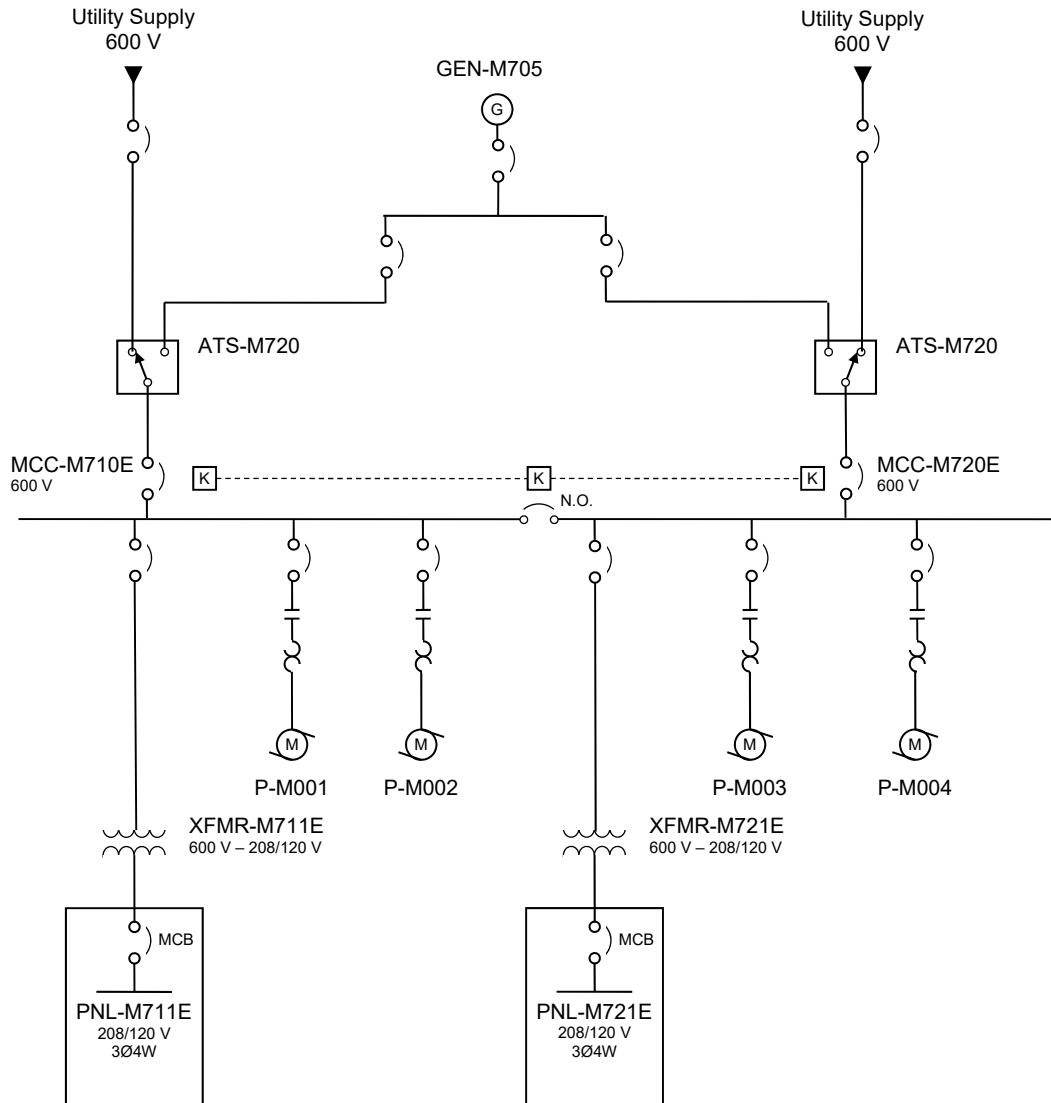 Utility Supply
600 V
Utility Supply
600 V
GEN-M705
G
ATS-M720
ATS-M720
MCC-M710E
600 V
K
K
K
MCC-M720E
600 V
N.O.
M
M
M
M
P-M001
P-M002
P-M003
P-M004
XFMR-M711E
600 V – 208/120 V
XFMR-M721E
600 V – 208/120 V
MCB
MCB
PNL-M711E
208/120 V
3Ø4W
PNL-M721E
208/120 V
3Ø4W